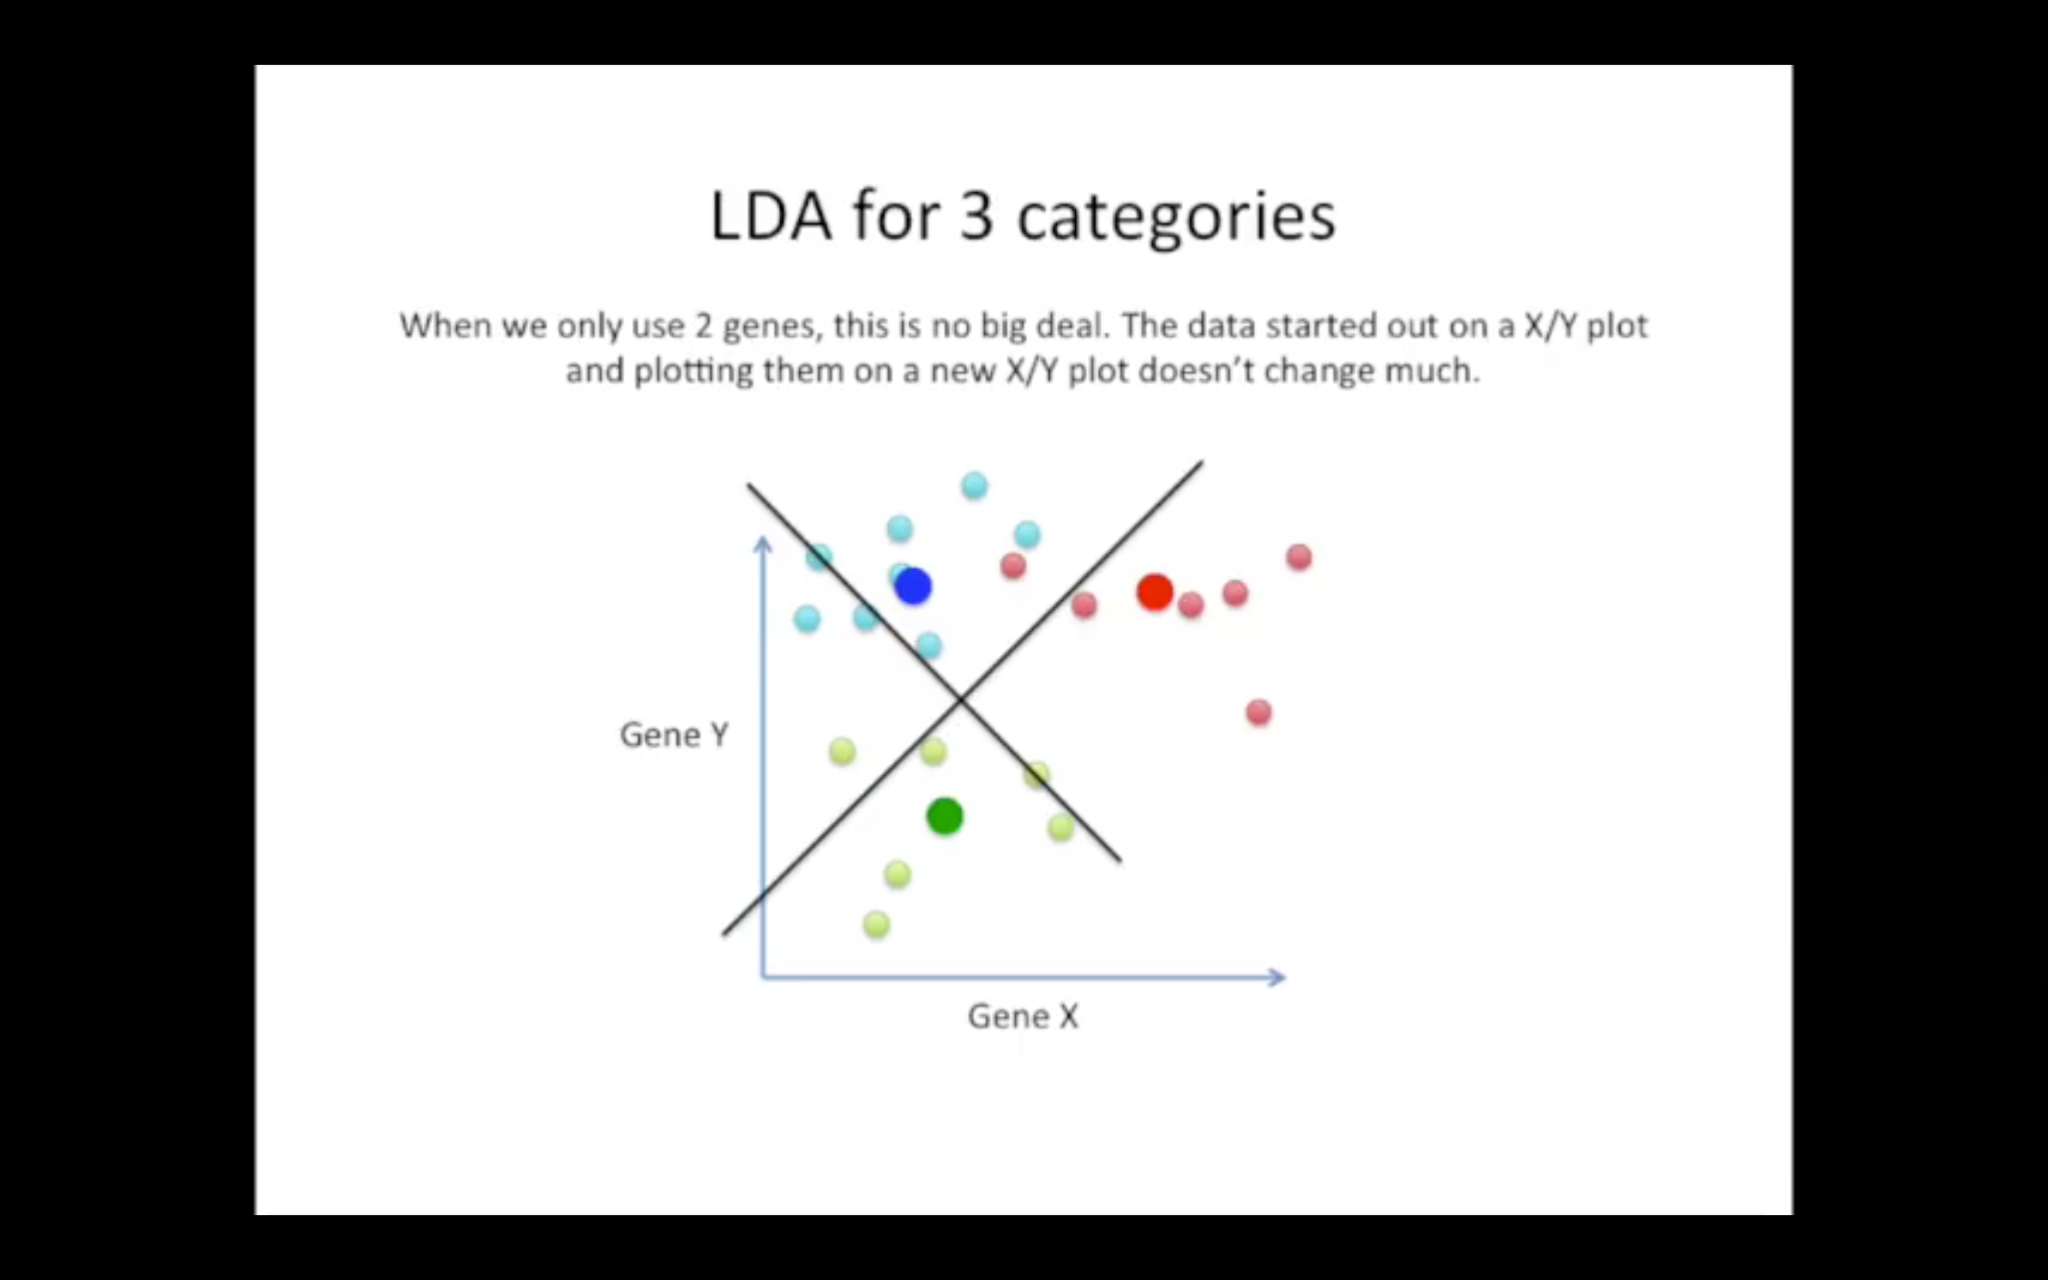 LDA for 3 categories
When we only use 2 genes, this is no big deal. The data started out on a X/Y plot
and plotting them on a new X/Y plot doesn’t change much.
Gene Y
Gene X